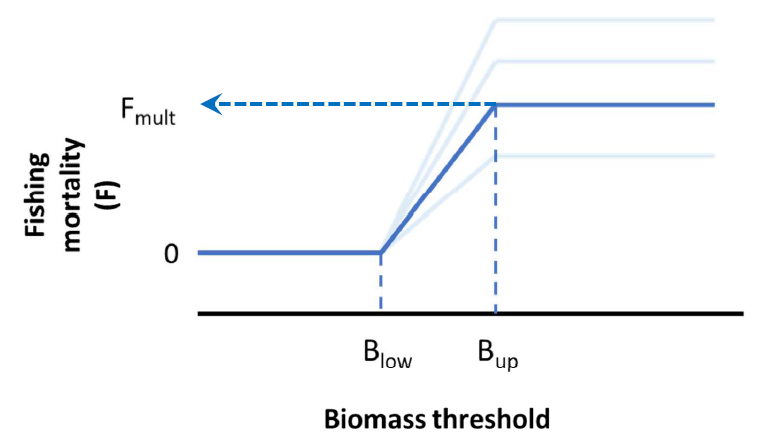 Fishing
mortality
(F)
Fmult
0
Blow
Bup
Biomass threshold